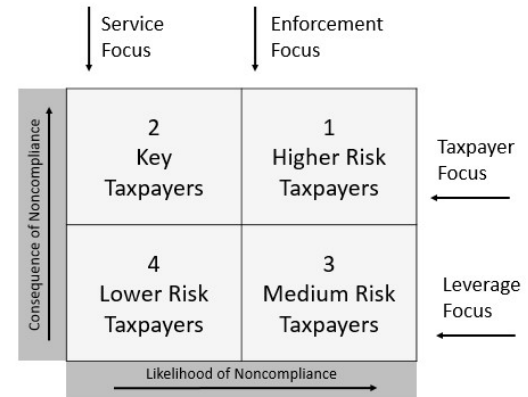 Service
Focus
Enforcement
Focus
2
Key
Taxpayers
1
Higher Risk
Taxpayers
Taxpayer
Focus
4
Lower Risk
Taxpayers
3
Medium Risk
Taxpayers
Leverage
Focus
Consequence of Noncompliance
Likelihood of Noncompliance